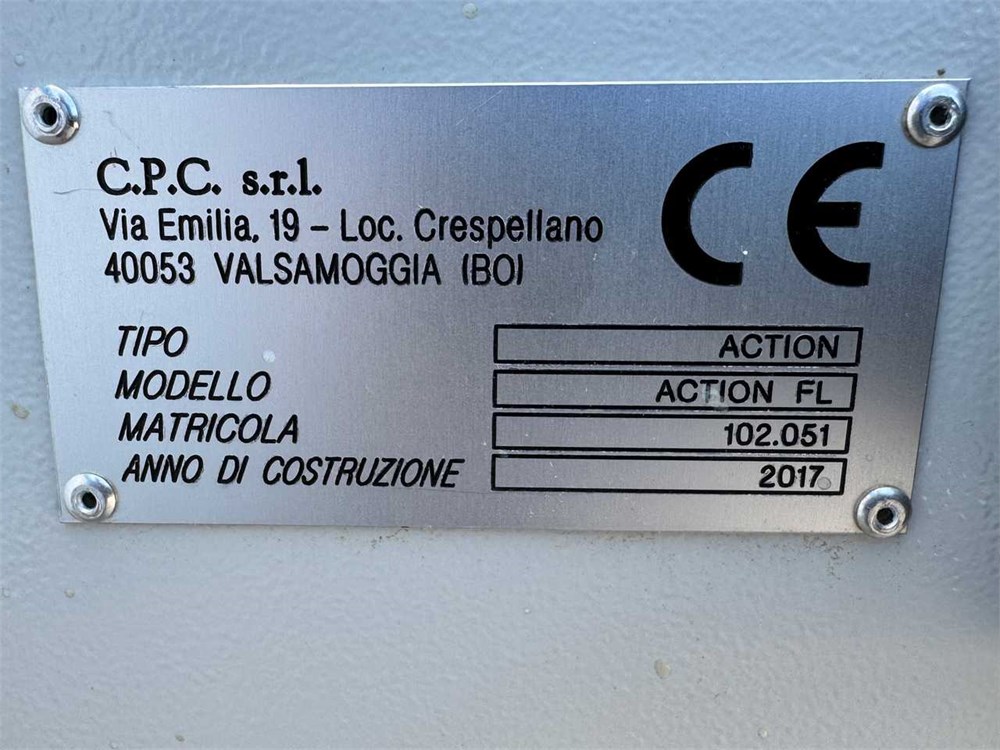 C.P.C. s.r.l.
Via Emilia, 19 - Loc. Crespellano
40053 VALSAMOGGIA (BO)
CE
TIPO ACTION
MODELLO ACTION FL
MATRICOLA 102.051
ANNO DI COSTRUZIONE 2017